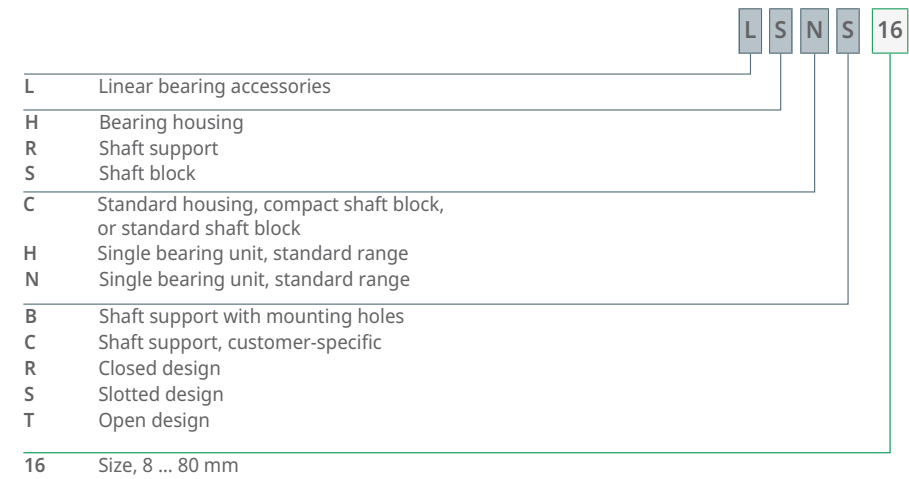 L S N S 16
L Linear bearing accessories
H Bearing housing
R Shaft support
S Shaft block
C Standard housing, compact shaft block,
or standard shaft block
H Single bearing unit, standard range
N Single bearing unit, standard range
B Shaft support with mounting holes
C Shaft support, customer-specific
R Closed design
S Slotted design
T Open design
16 Size, 8 ... 80 mm